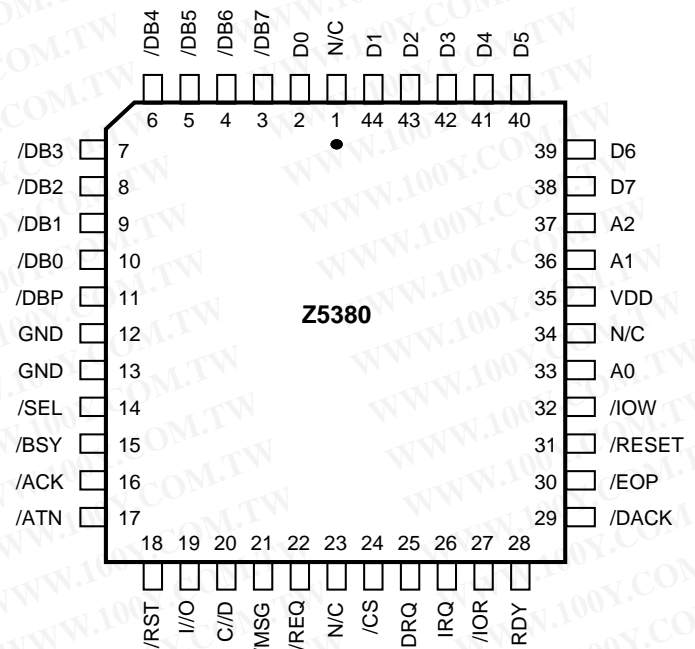 /DB4 /DB5 /DB6 /DB7 D0 N/C D1 D2 D3 D4 D5
6 5 4 3 2 1 44 43 42 41 40
/DB3 7 39 D6
/DB2 8 38 D7
/DB1 9 37 A2
/DB0 10 36 A1
/DBP 11 35 VDD
Z5380
GND 12 34 N/C
GND 13 33 A0
/SEL 14 32 /IOW
/BSY 15 31 /RESET
/ACK 16 30 /EOP
/ATN 17 29 /DACK
18 19 20 21 22 23 24 25 26 27 28
/RST I//O C//D /MSG /REQ N/C /CS DRQ IRQ /IOR RDY
WWW.100Y.COM.TW